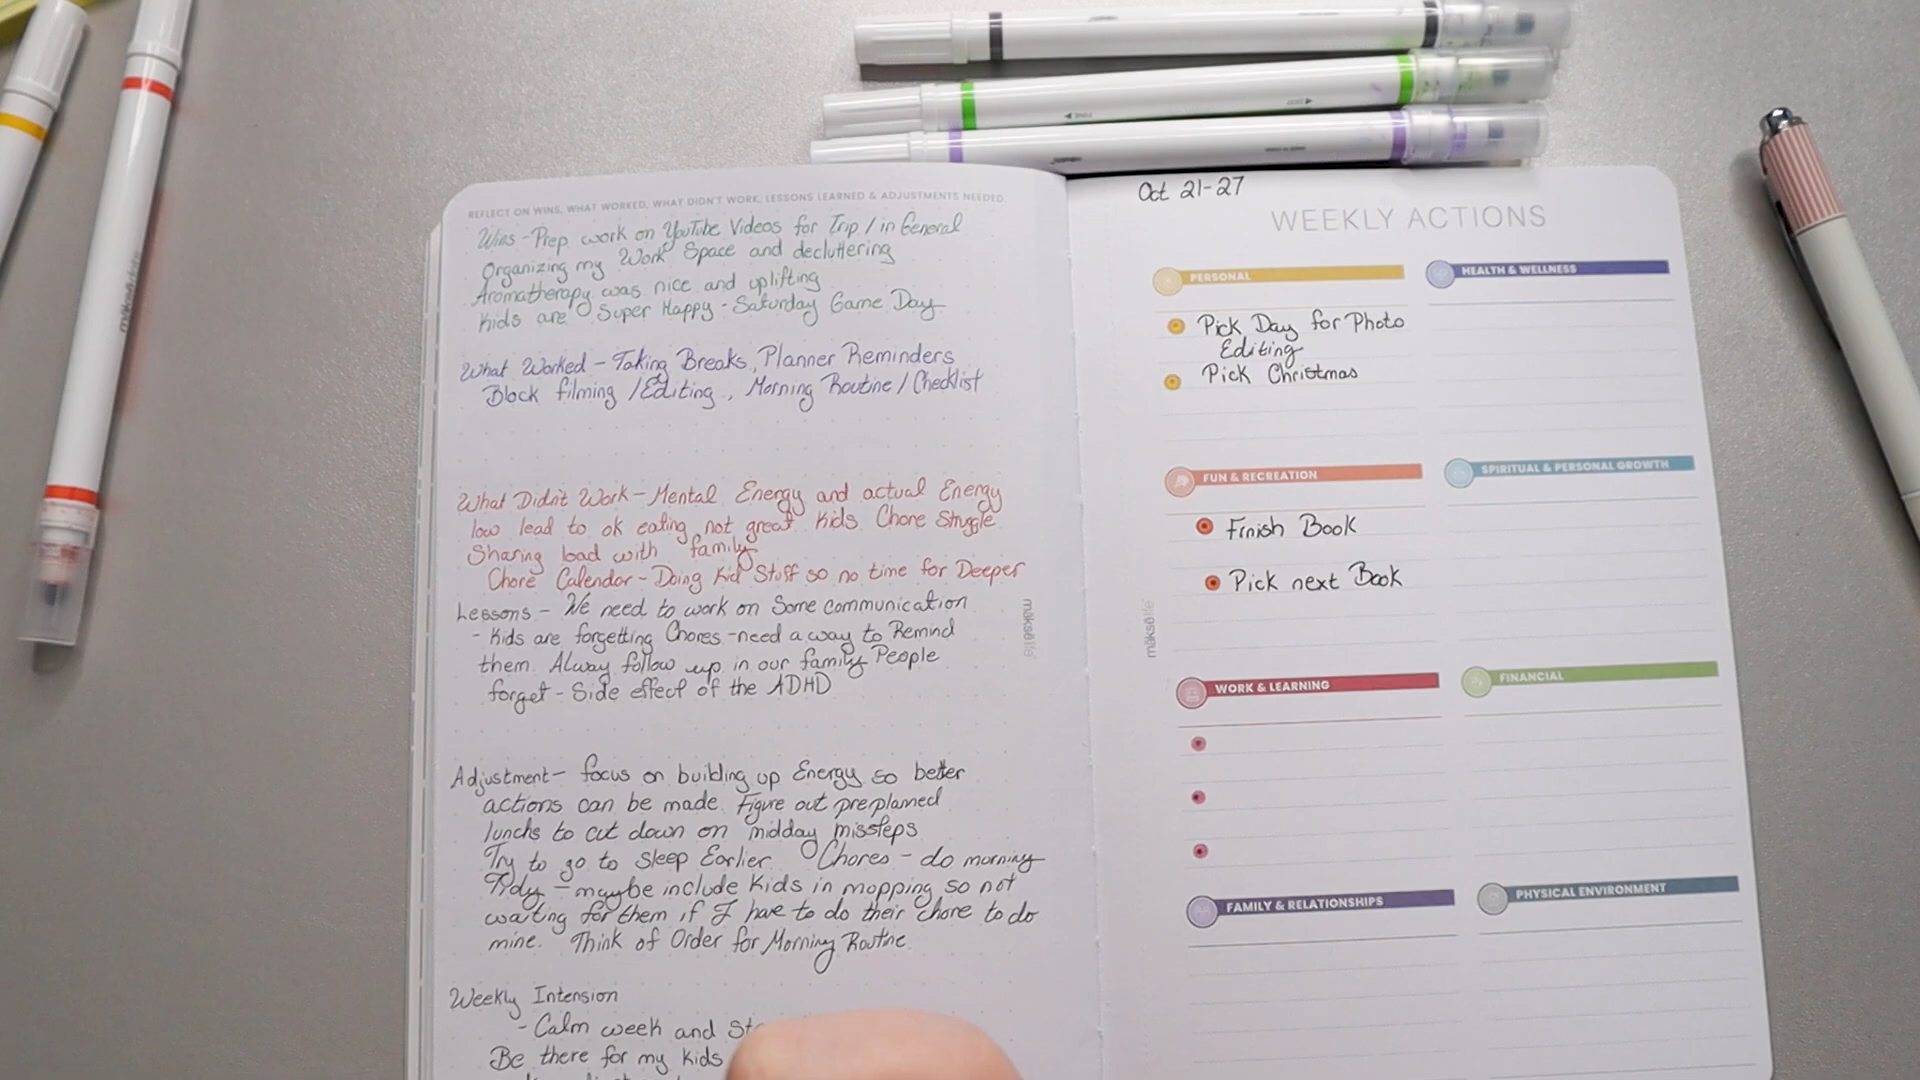 REFLECT ON WINS, WHAT WORKED, WHAT DIDN'T WORK, LESSONS LEARNED & ADJUSTMENTS NEEDED.
Wins - Prep work on YouTube Videos for Trip / in General
Organizing my Work Space and decluttering
Aromatherapy was nice and uplifting
Kids are Super Happy - Saturday Game Day
What Worked - Taking Breaks, Planner Reminders
Block filming / Editing, Morning Routine / Checklist
What Didn't Work - Mental Energy and actual Energy
low lead to ok eating not great Kids Chore Struggle
Sharing load with family
Chore Calendar - Doing Kid Stuff so no time for Deeper
Lessons - We need to work on Some communication
- Kids are forgetting Chores - need a way to Remind
them. Alway follow up in our family People
forget - Side effect of the ADHD
Adjustment - focus on building up Energy so better
actions can be made. Figure out preplanned
lunchs to cut down on midday missteps
Try to go to Sleep Earlier Chores - do morning
Tidy - maybe include Kids in mopping so not
waiting for them if I have to do their chore to do
mine. Think of Order for Morning Routine.
Weekly Intension
- Calm week and
Be there for my Kids
mäksēlife
Oct 21-27
WEEKLY ACTIONS
PERSONAL
Pick Day for Photo
Editing
Pick Christmas
HEALTH & WELLNESS
FUN & RECREATION
Finish Book
Pick next Book
SPIRITUAL & PERSONAL GROWTH
mäksēlife
WORK & LEARNING
FINANCIAL
FAMILY & RELATIONSHIPS
PHYSICAL ENVIRONMENT